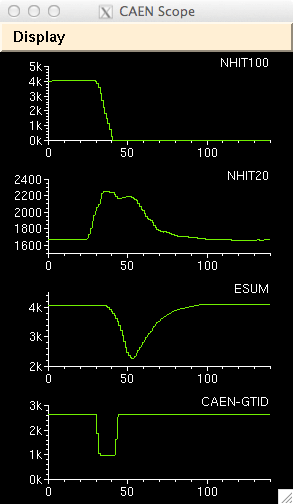 CAEN Scope
Display
NHIT100
5k
4k
3k
2k
1k
0k
0 50 100
NHIT20
2400
2200
2000
1800
1600
0 50 100
ESUM
4k
3k
2k
0 50 100
CAEN-GTID
3k
2k
1k
0k
0 50 100